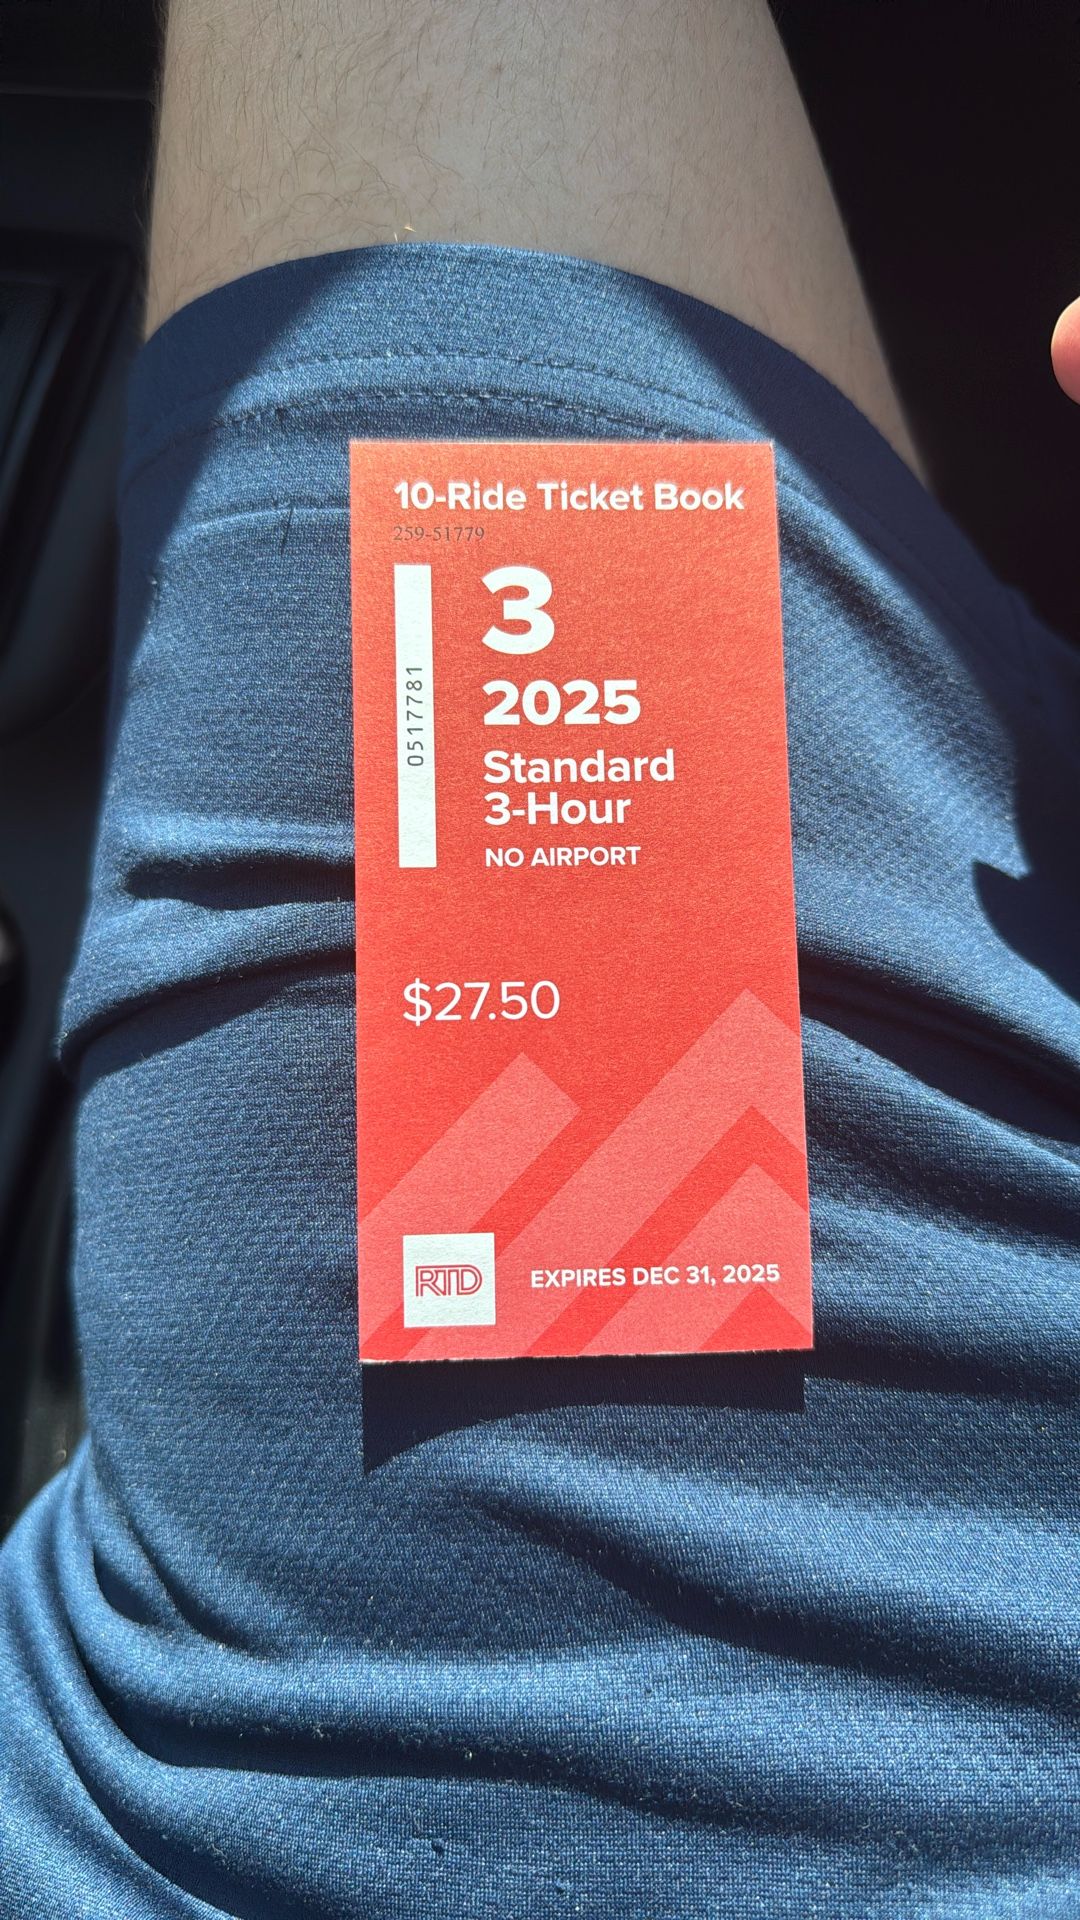 10-Ride Ticket Book
259-51779
0517781
3
2025
Standard
3-Hour
NO AIRPORT
$27.50
RTD
EXPIRES DEC 31, 2025